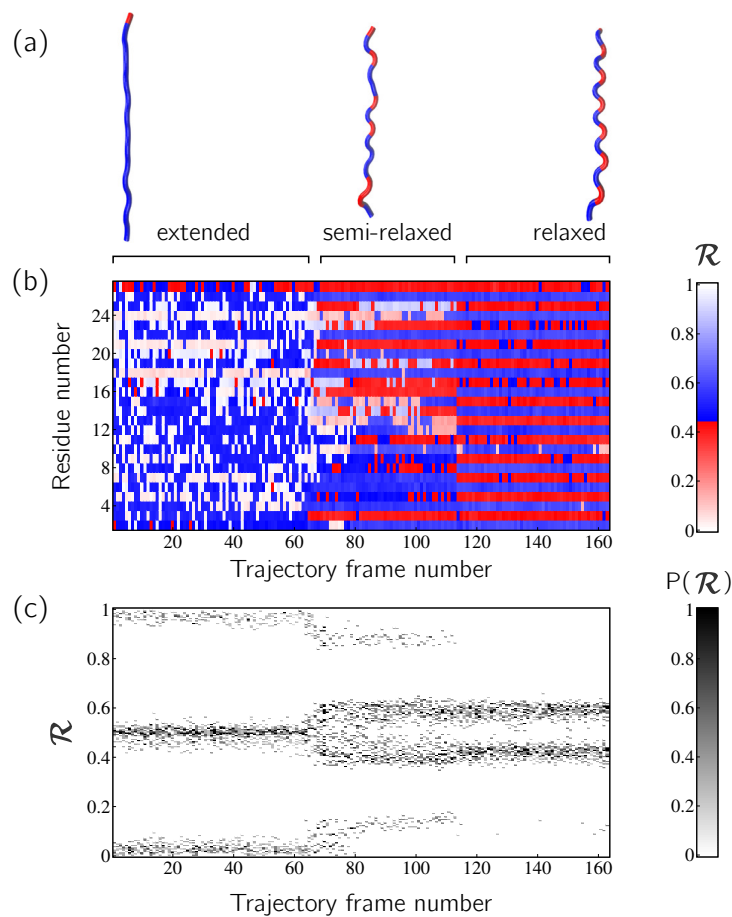 (a)
extended semi-relaxed relaxed
(b)
ℛ
24
20
16
12
8
4
Residue number
20 40 60 80 100 120 140 160
Trajectory frame number
1
0.8
0.6
0.4
0.2
0
(c)
P(ℛ)
1
0.8
0.6
0.4
0.2
0
ℛ
20 40 60 80 100 120 140 160
Trajectory frame number
1
0.8
0.6
0.4
0.2
0